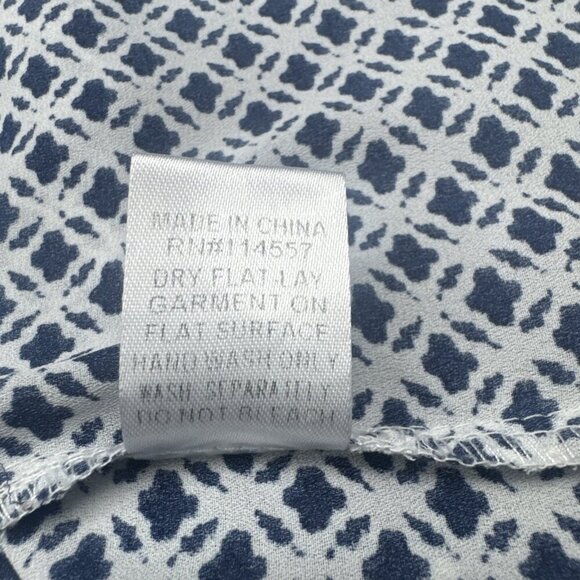 MADE IN CHINA
RN#114557
DRY FLAT-LAY
GARMENT ON
FLAT SURFACE
HAND WASH ONLY
WASH SEPARATELY
DO NOT BLEACH